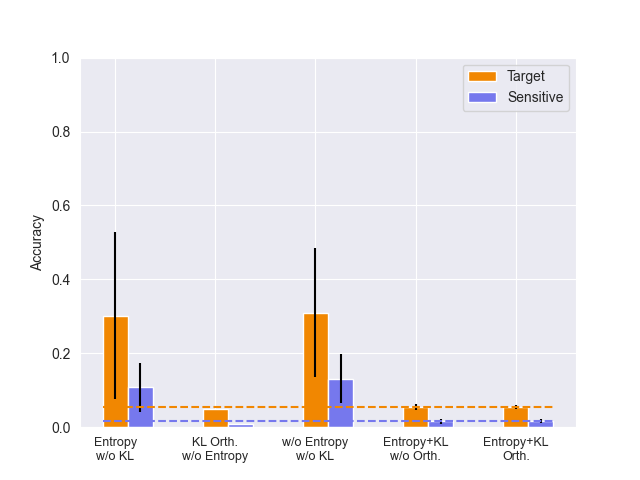 1.0
0.8
0.6
0.4
0.2
0.0
Accuracy
Target
Sensitive
Entropy
w/o KL
KL Orth.
w/o Entropy
w/o Entropy
w/o KL
Entropy+KL
w/o Orth.
Entropy+KL
Orth.